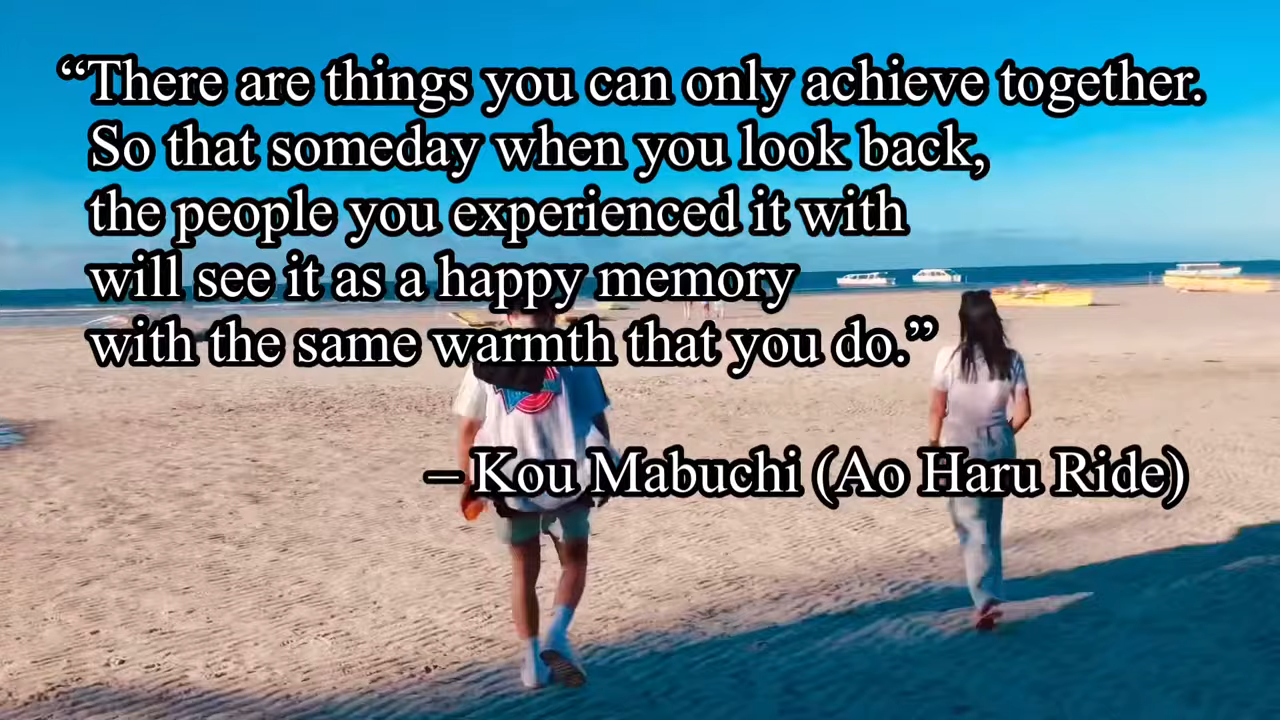 “There are things you can only achieve together.
So that someday when you look back,
the people you experienced it with
will see it as a happy memory
with the same warmth that you do.”
– Kou Mabuchi (Ao Haru Ride)